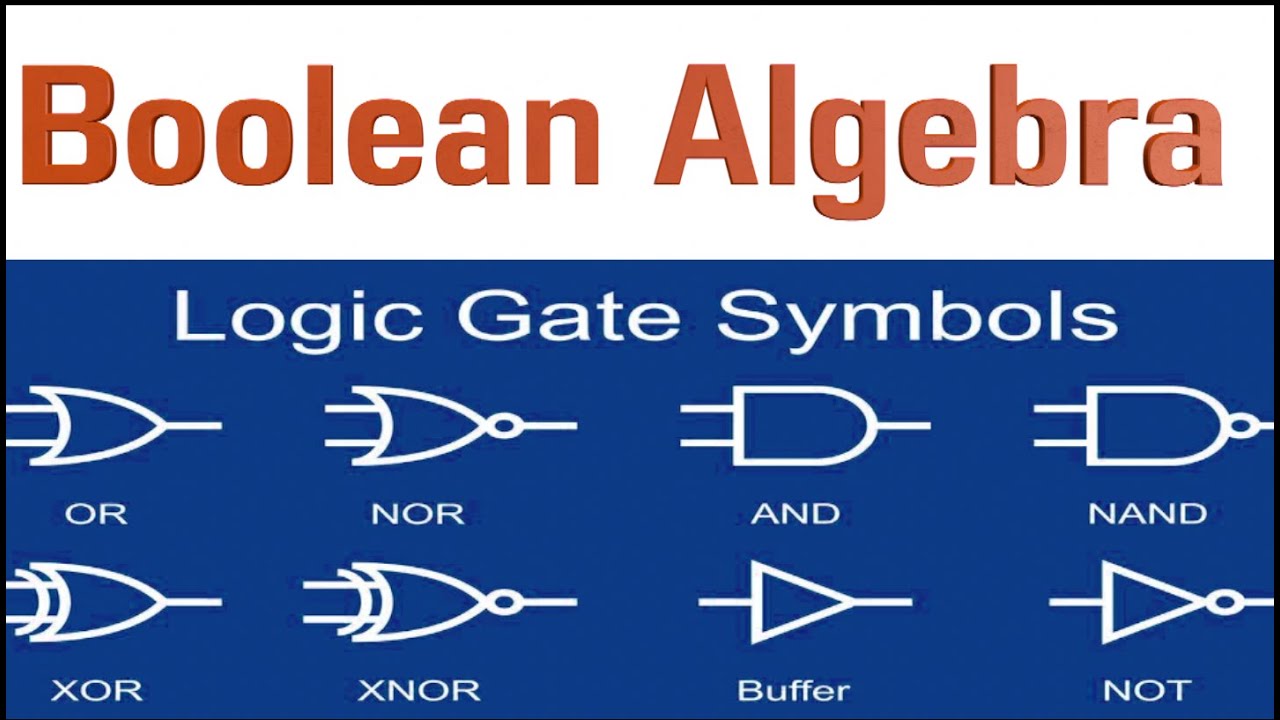 Boolean Algebra
Logic Gate Symbols
OR NOR AND NAND
XOR XNOR Buffer NOT